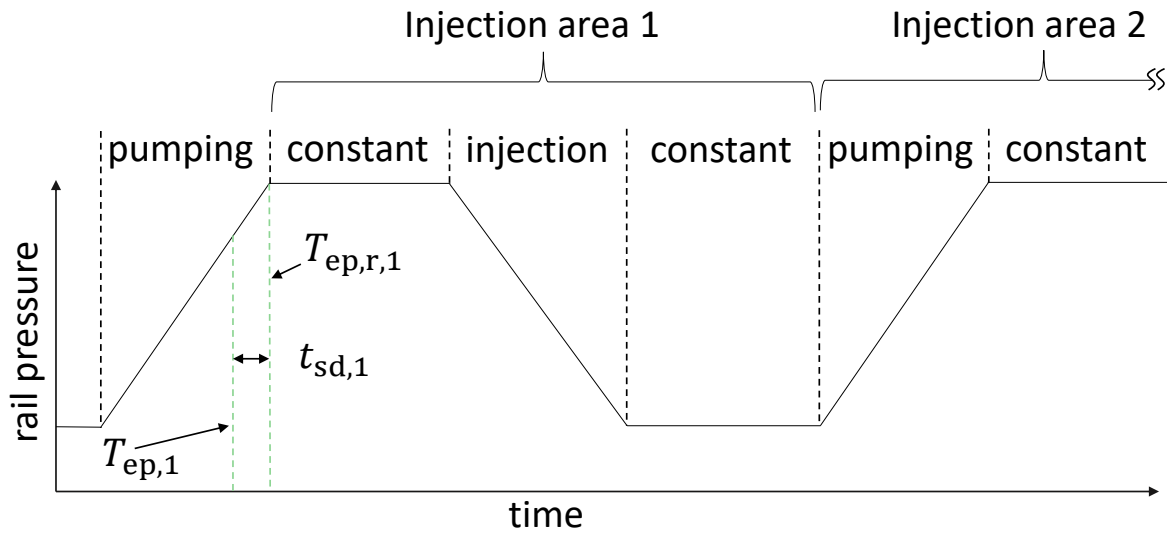 Injection area 1
Injection area 2
pumping
constant
injection
constant
pumping
constant
rail pressure
T_ep,r,1
t_sd,1
T_ep,1
time